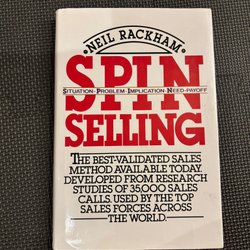 •NEIL RACKHAM•
SPIN
SITUATION·PROBLEM·IMPLICATION·NEED-PAYOFF
SELLING
THE BEST-VALIDATED SALES
METHOD AVAILABLE TODAY.
DEVELOPED FROM RESEARCH
STUDIES OF 35,000 SALES
CALLS. USED BY THE TOP
SALES FORCES ACROSS
THE WORLD.